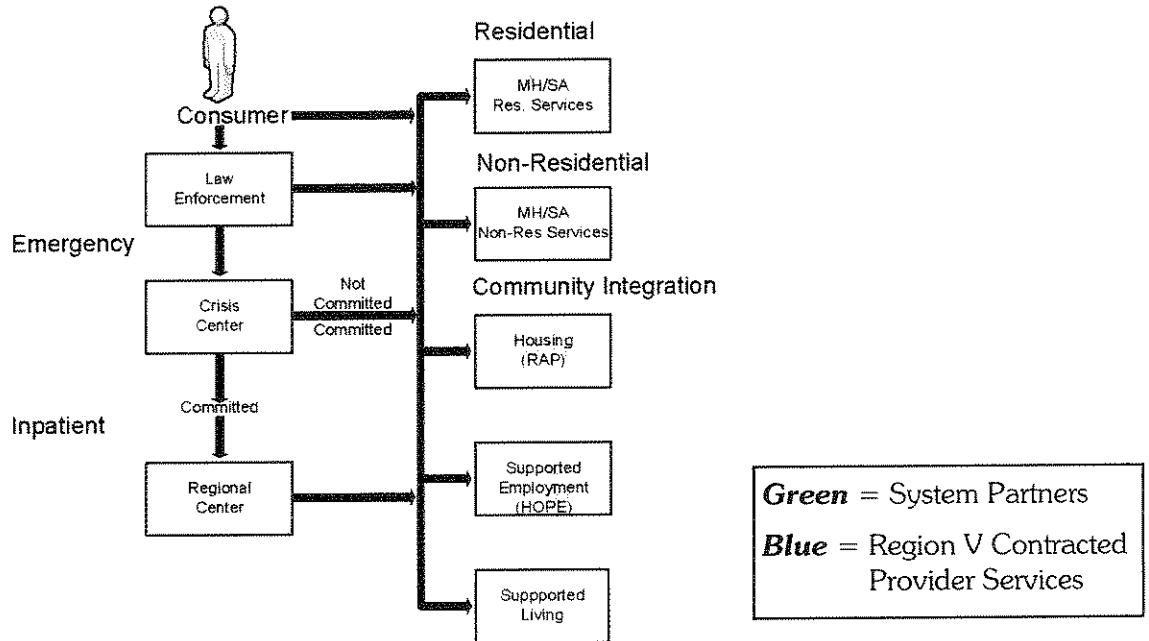 Consumer
Law
Enforcement
Emergency
Crisis
Center
Not
Committed
Committed
Committed
Inpatient
Regional
Center
Residential
MH/SA
Res. Services
Non-Residential
MH/SA
Non-Res Services
Community Integration
Housing
(RAP)
Supported
Employment
(HOPE)
Suppported
Living
Green = System Partners
Blue = Region V Contracted
Provider Services